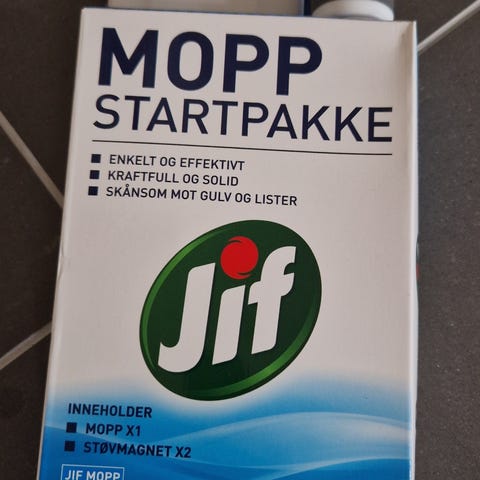 MOPP
STARTPAKKE
ENKELT OG EFFEKTIVT
KRAFTFULL OG SOLID
SKÅNSOM MOT GULV OG LISTER
Jif
INNEHOLDER
MOPP X1
STØVMAGNET X2
JIF MOPP